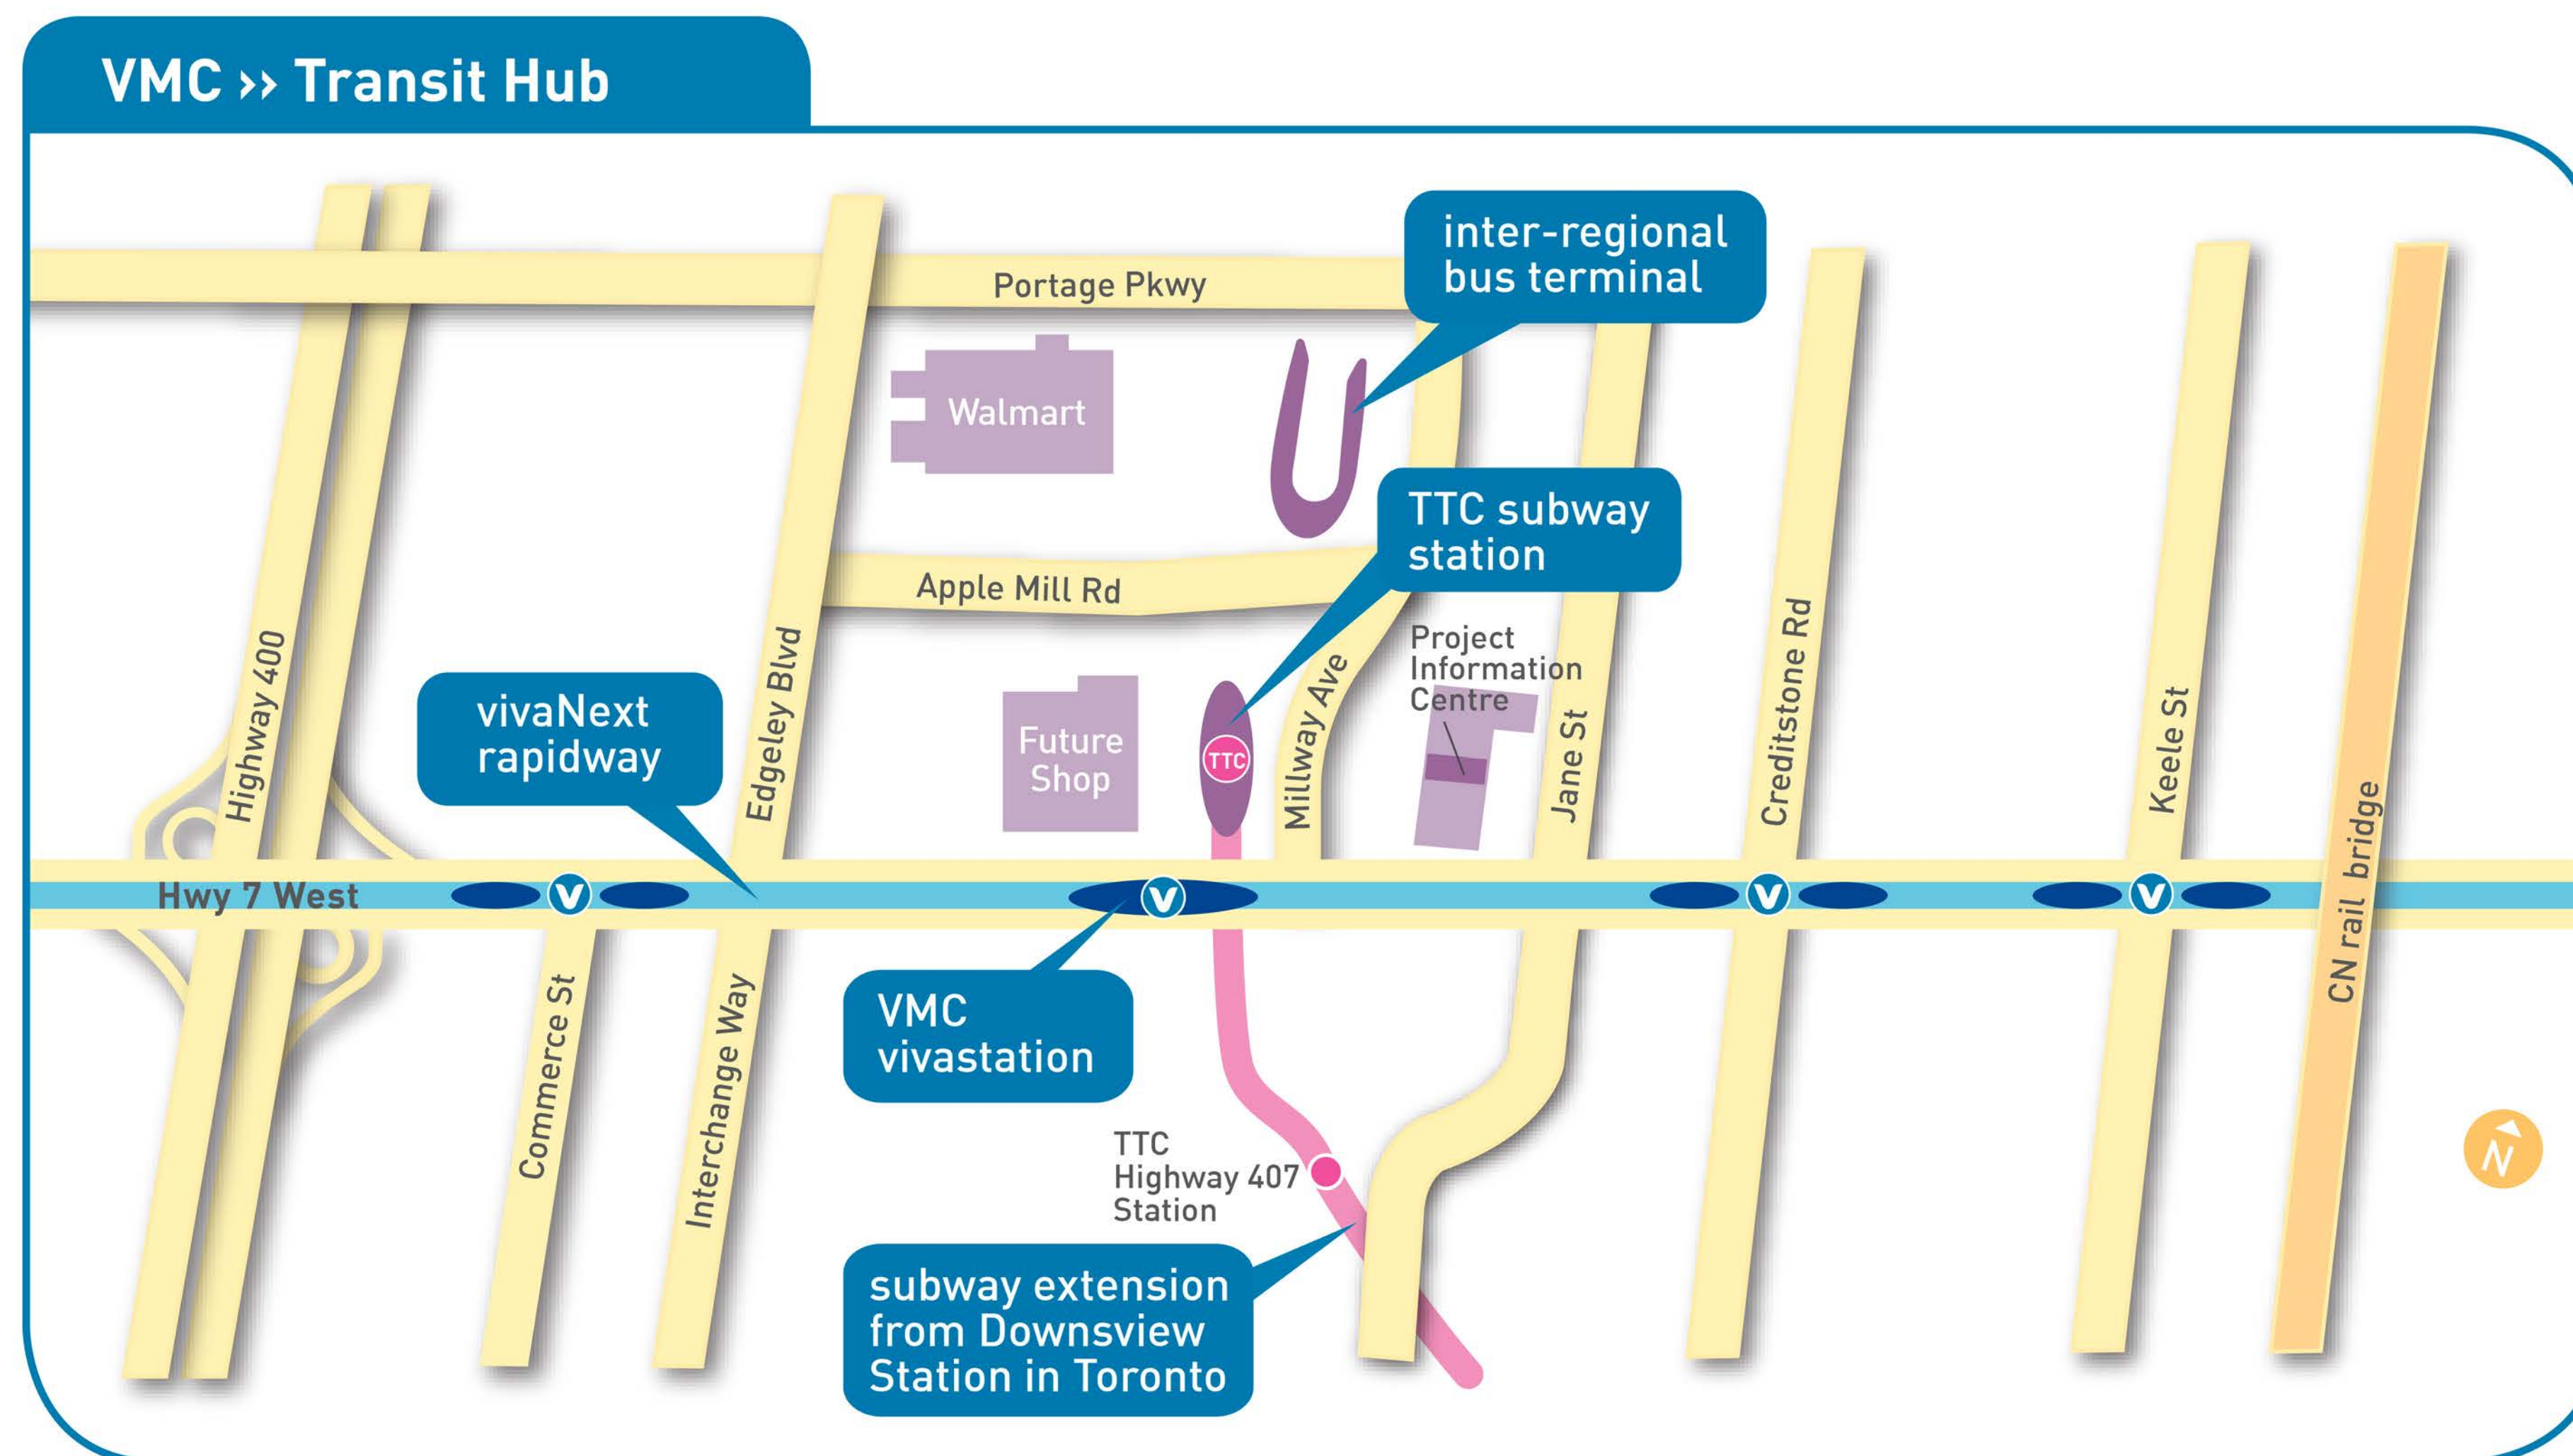 VMC ›› Transit Hub
inter-regional
bus terminal
Portage Pkwy
Walmart
TTC subway
station
Apple Mill Rd
Project
Information
Centre
Highway 400
vivaNext
rapidway
Edgeley Blvd
Future
Shop
TTC
Millway Ave
Jane St
Creditstone Rd
Keele St
CN rail bridge
Hwy 7 West
V
V
V
V
Commerce St
Interchange Way
VMC
vivastation
TTC
Highway 407
Station
N
subway extension
from Downsview
Station in Toronto